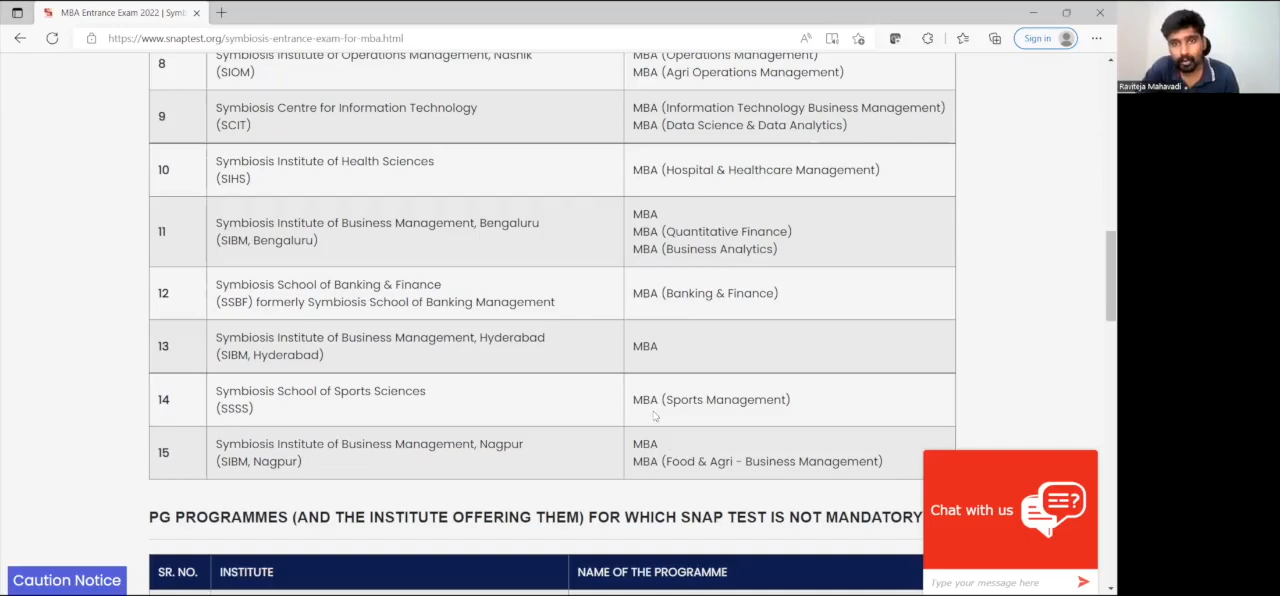 MBA Entrance Exam 2022 | Symb
https://www.snaptest.org/symbiosis-entrance-exam-for-mba.html
Sign in
Raviteja Mahavadi
8
Symbiosis Institute of Operations Management, Nashik
(SIOM)
MBA (Operations Management)
MBA (Agri Operations Management)
9
Symbiosis Centre for Information Technology
(SCIT)
MBA (Information Technology Business Management)
MBA (Data Science & Data Analytics)
10
Symbiosis Institute of Health Sciences
(SIHS)
MBA (Hospital & Healthcare Management)
11
Symbiosis Institute of Business Management, Bengaluru
(SIBM, Bengaluru)
MBA
MBA (Quantitative Finance)
MBA (Business Analytics)
12
Symbiosis School of Banking & Finance
(SSBF) formerly Symbiosis School of Banking Management
MBA (Banking & Finance)
13
Symbiosis Institute of Business Management, Hyderabad
(SIBM, Hyderabad)
MBA
14
Symbiosis School of Sports Sciences
(SSSS)
MBA (Sports Management)
15
Symbiosis Institute of Business Management, Nagpur
(SIBM, Nagpur)
MBA
MBA (Food & Agri - Business Management)
PG PROGRAMMES (AND THE INSTITUTE OFFERING THEM) FOR WHICH SNAP TEST IS NOT MANDATORY
SR. NO.
INSTITUTE
NAME OF THE PROGRAMME
Chat with us
Type your message here
Caution Notice